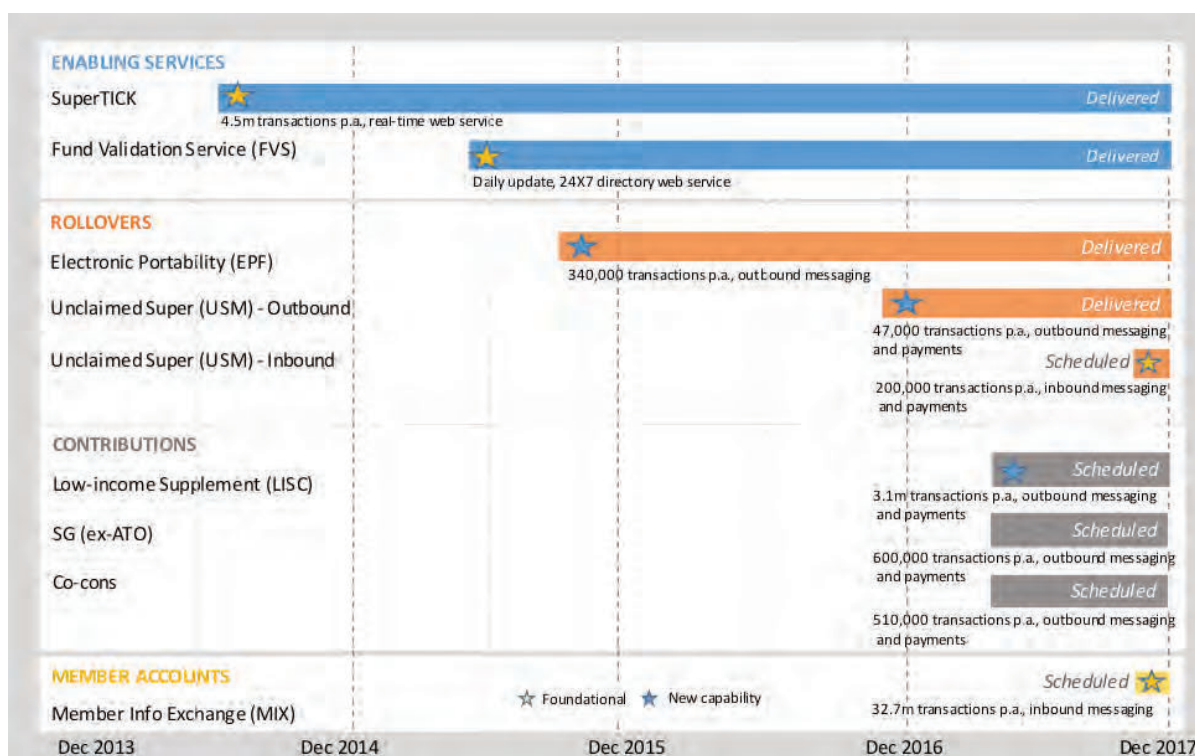 ENABLING SERVICES
SuperTICK
Delivered
4.5m transactions p.a., real-time web service
Fund Validation Service (FVS)
Delivered
Daily update, 24X7 directory web service
ROLLOVERS
Electronic Portability (EPF)
Delivered
340,000 transactions p.a., outbound messaging
Unclaimed Super (USM) - Outbound
Delivered
47,000 transactions p.a., outbound messaging
and payments
Unclaimed Super (USM) - Inbound
Scheduled
200,000 transactions p.a., inbound messaging
and payments
CONTRIBUTIONS
Low-income Supplement (LISC)
Scheduled
3.1m transactions p.a., outbound messaging
and payments
SG (ex-ATO)
Scheduled
600,000 transactions p.a., outbound messaging
and payments
Co-cons
Scheduled
510,000 transactions p.a., outbound messaging
and payments
MEMBER ACCOUNTS
Scheduled
Member Info Exchange (MIX)
Foundational New capability
32.7m transactions p.a., inbound messaging
Dec 2013 Dec 2014 Dec 2015 Dec 2016 Dec 2017